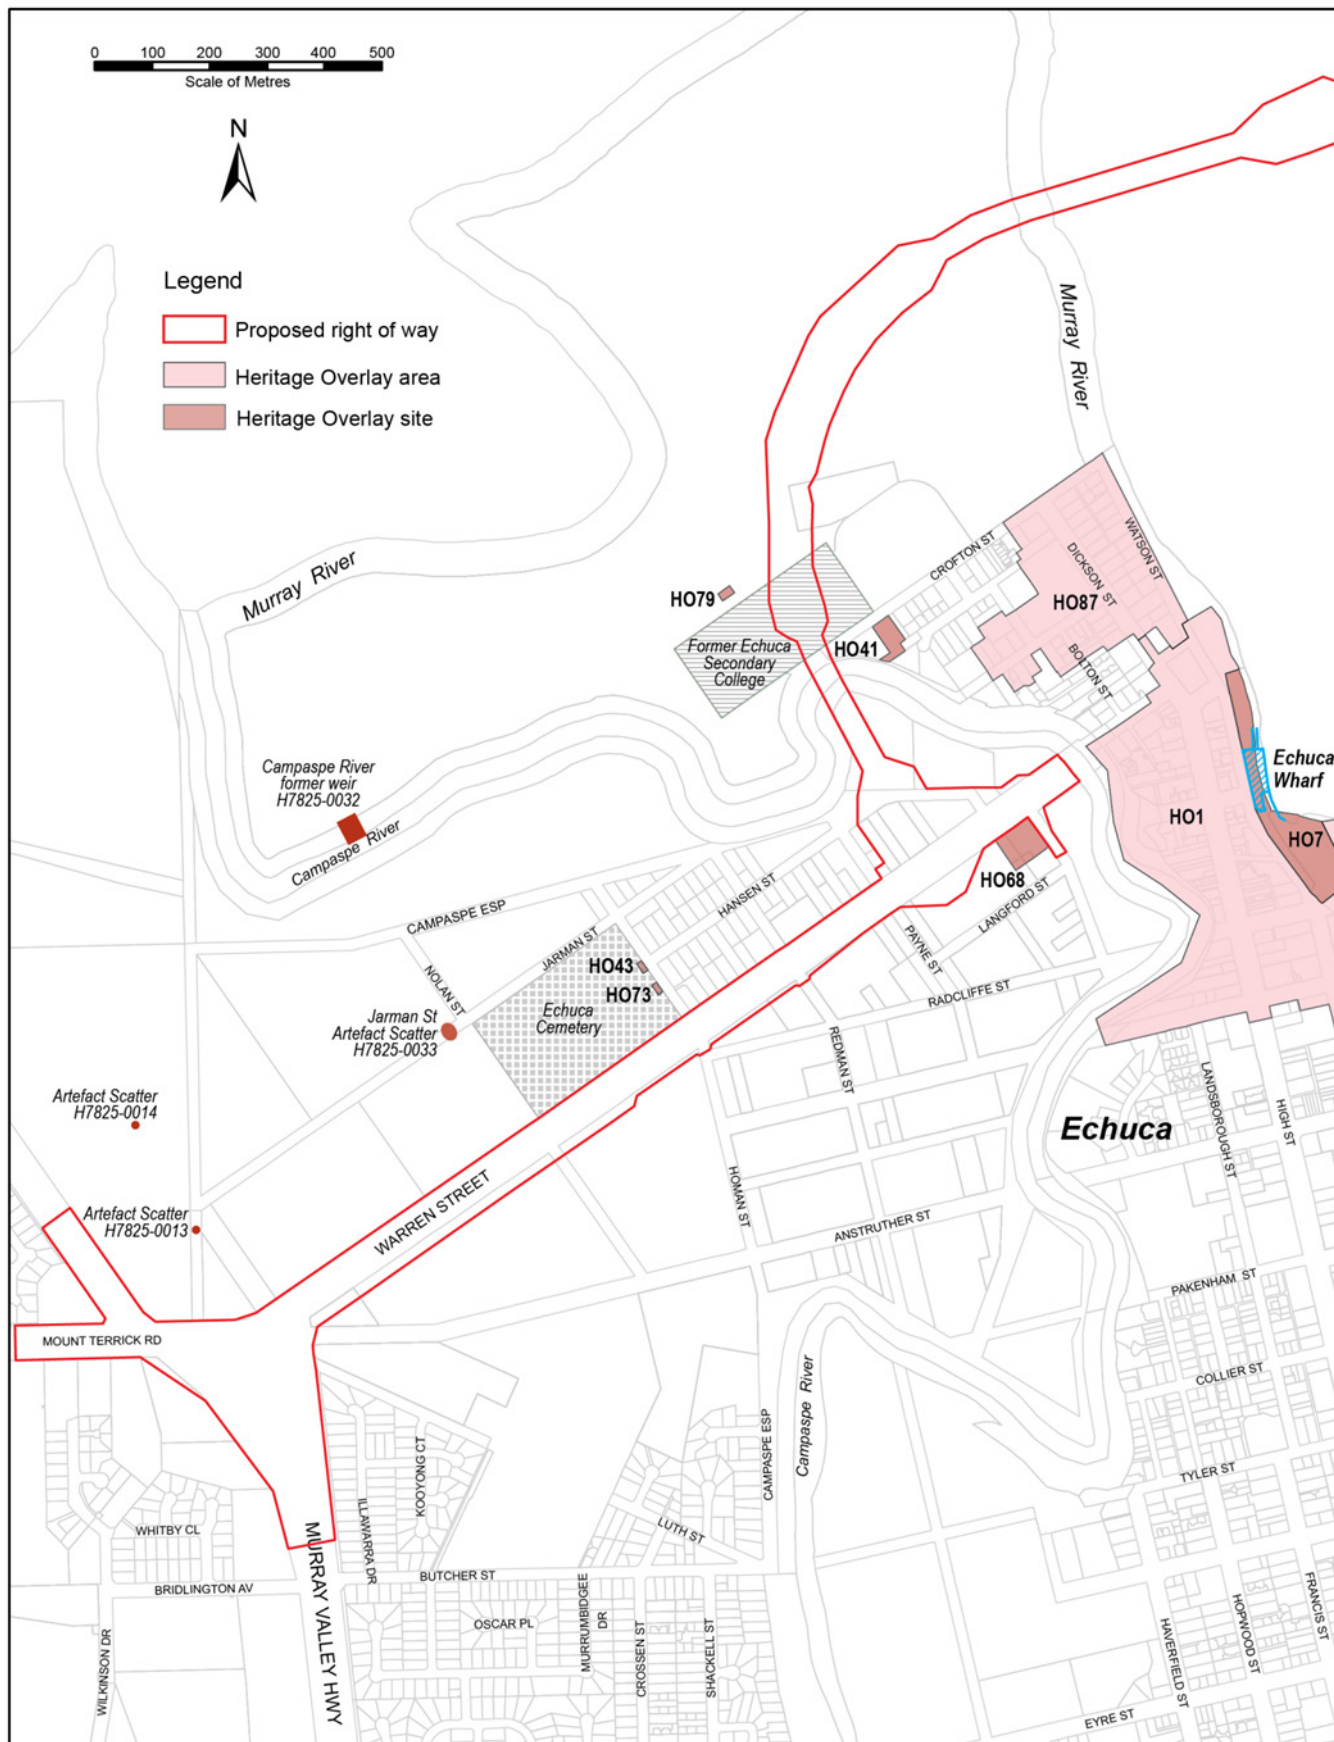 0 100 200 300 400 500
Scale of Metres
N
Legend
Proposed right of way
Heritage Overlay area
Heritage Overlay site
Murray River
Murray River
CROFTON ST
DICKSON ST
WATSON ST
HO87
HO79
HO41
Former Echuca
Secondary
College
BOLTON ST
Echuca
Wharf
HO1
HO7
Campaspe River
former weir
H7825-0032
Campaspe River
HO68
LANGFORD ST
HANSEN ST
CAMPASPE ESP
JARMAN ST
NOLAN ST
PAYNE ST
HO43
HO73
Echuca
Cemetery
RADCLIFFE ST
Jarman St
Artefact Scatter
H7825-0033
REDMAN ST
Artefact Scatter
H7825-0014
LANDSBOROUGH ST
HIGH ST
Echuca
HOMAN ST
Artefact Scatter
H7825-0013
WARREN STREET
ANSTRUTHER ST
PAKENHAM ST
MOUNT TERRICK RD
COLLIER ST
Campaspe River
CAMPASPE ESP
KOOYONG CT
TYLER ST
ILLAWARRA DR
WHITBY CL
LUTH ST
MURRAY VALLEY HWY
BUTCHER ST
BRIDLINGTON AV
MURRUMBIDGEE
DR
OSCAR PL
FRANCIS ST
HOPWOOD ST
HAVERFIELD ST
WILKINSON DR
CROSSEN ST
SHACKELL ST
EYRE ST